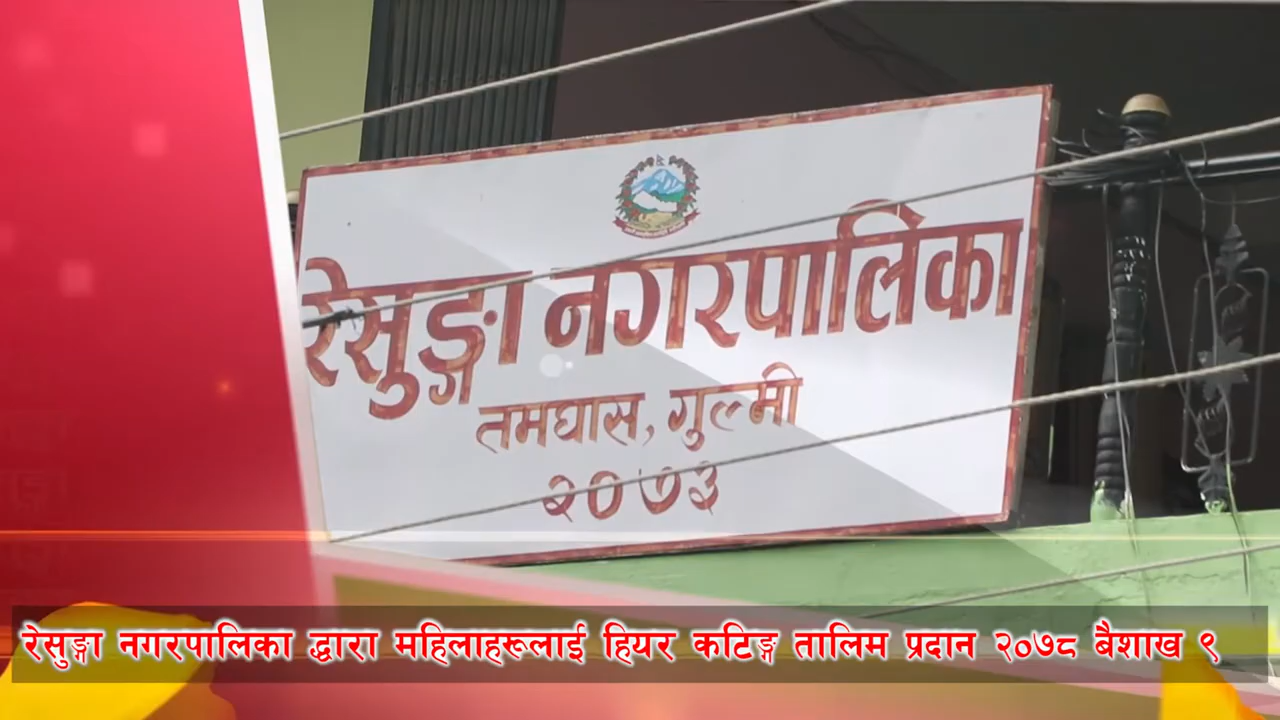 रेसुङ्गा नगरपालिका
तमघास, गुल्मी
२०७३
रेसुङ्गा नगरपालिका द्धारा महिलाहरूलाई हियर कटिङ्ग तालिम प्रदान २०७८ बैशाख ९